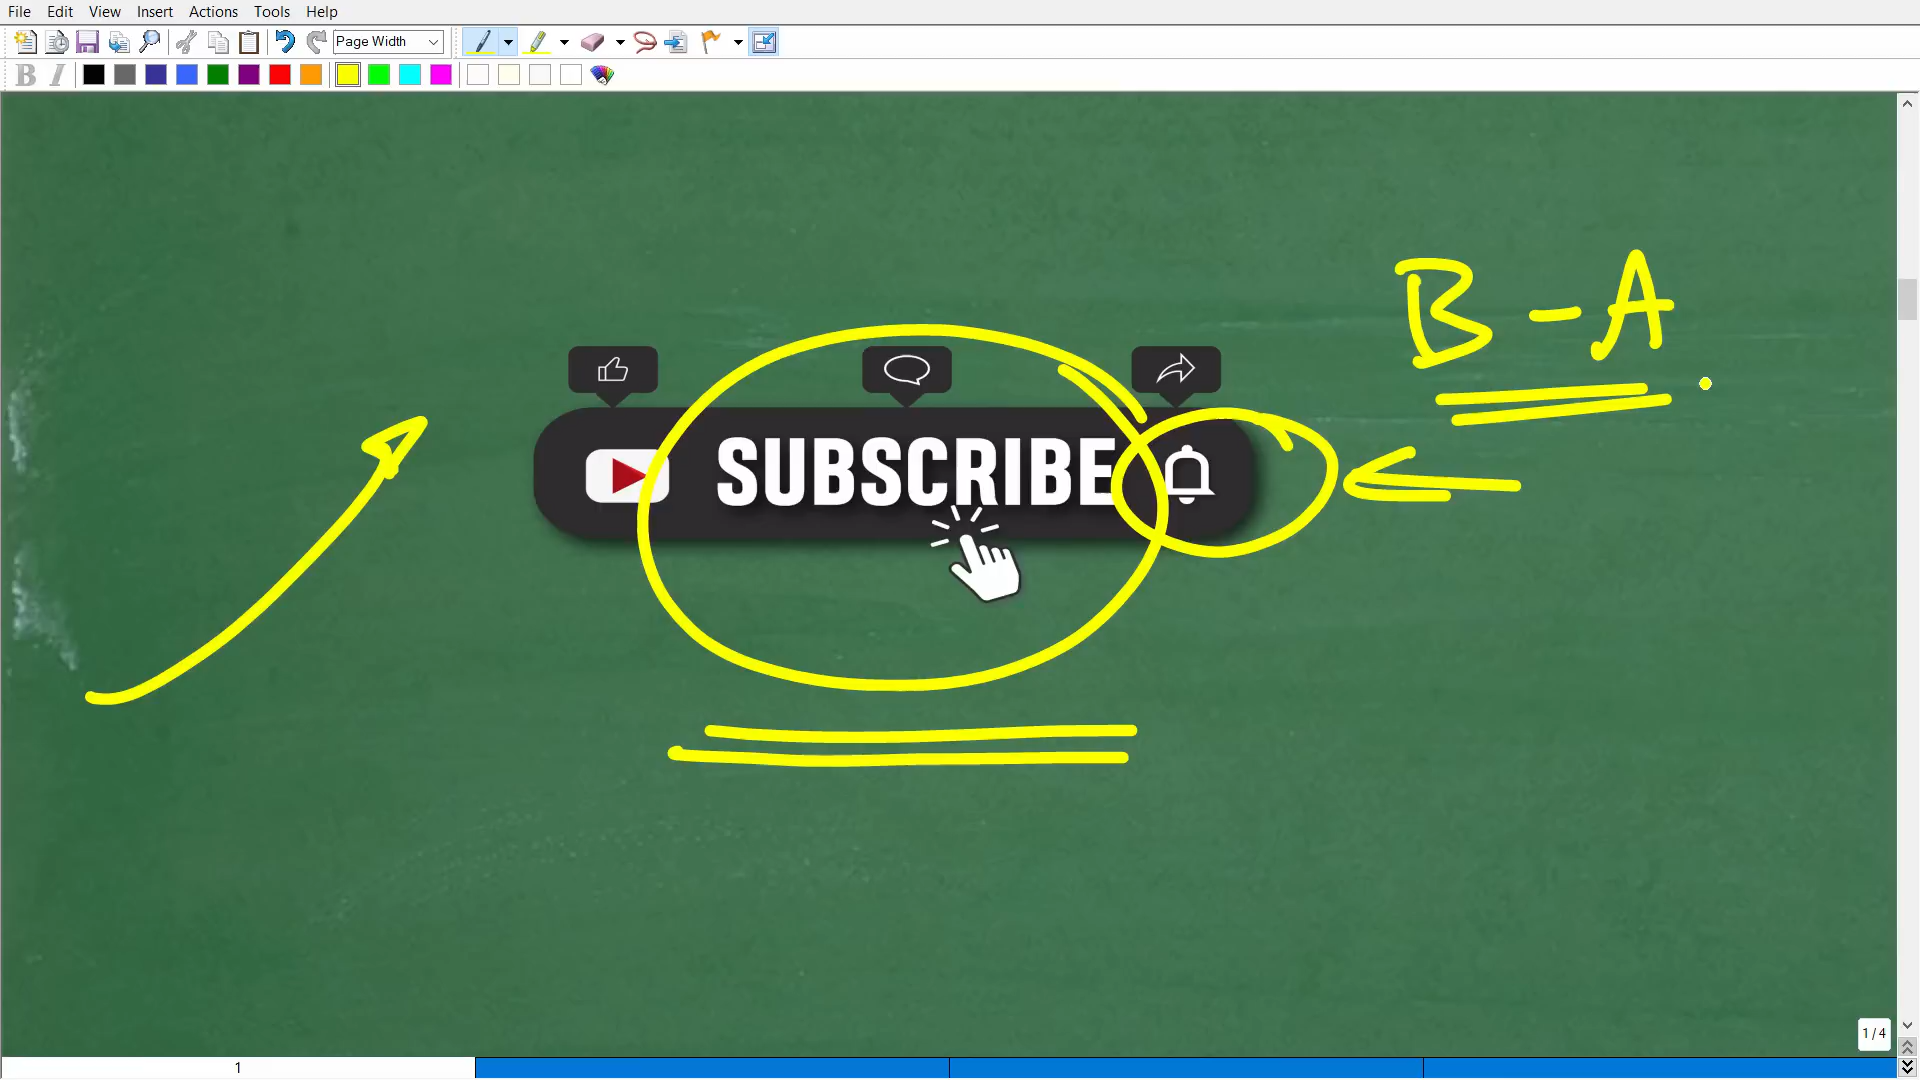 File Edit View Insert Actions Tools Help
Page Width
B I
B - A
SUBSCRIBE
1 / 4
1